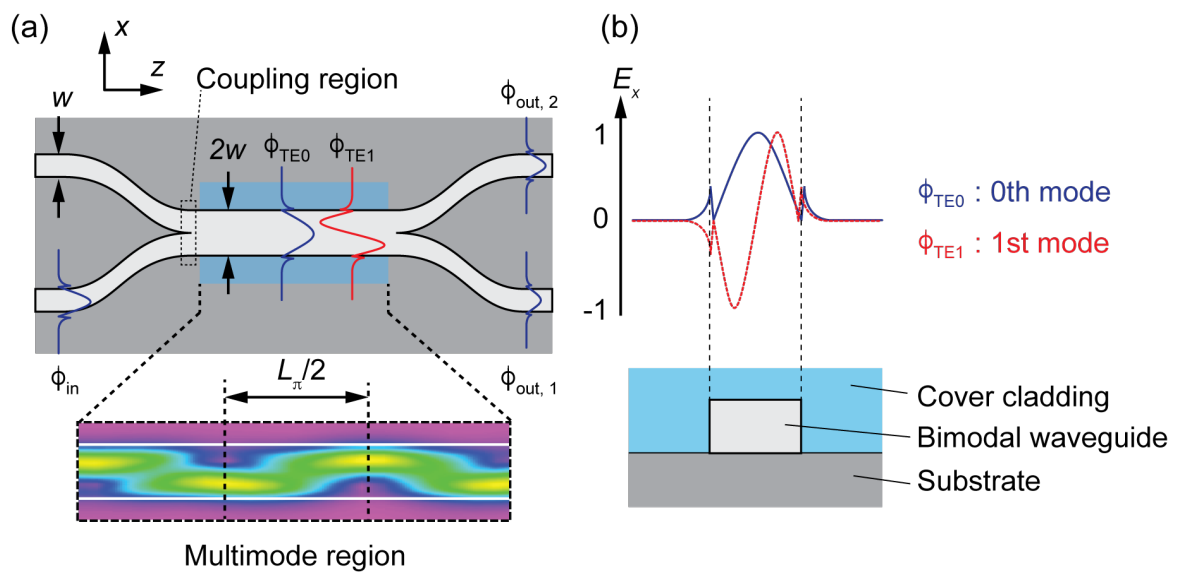 (a)
x
z
Coupling region
w
2w
ϕTE0
ϕTE1
ϕout, 2
ϕin
ϕout, 1
Lπ/2
Multimode region
(b)
Ex
1
0
-1
ϕTE0 : 0th mode
ϕTE1 : 1st mode
Cover cladding
Bimodal waveguide
Substrate